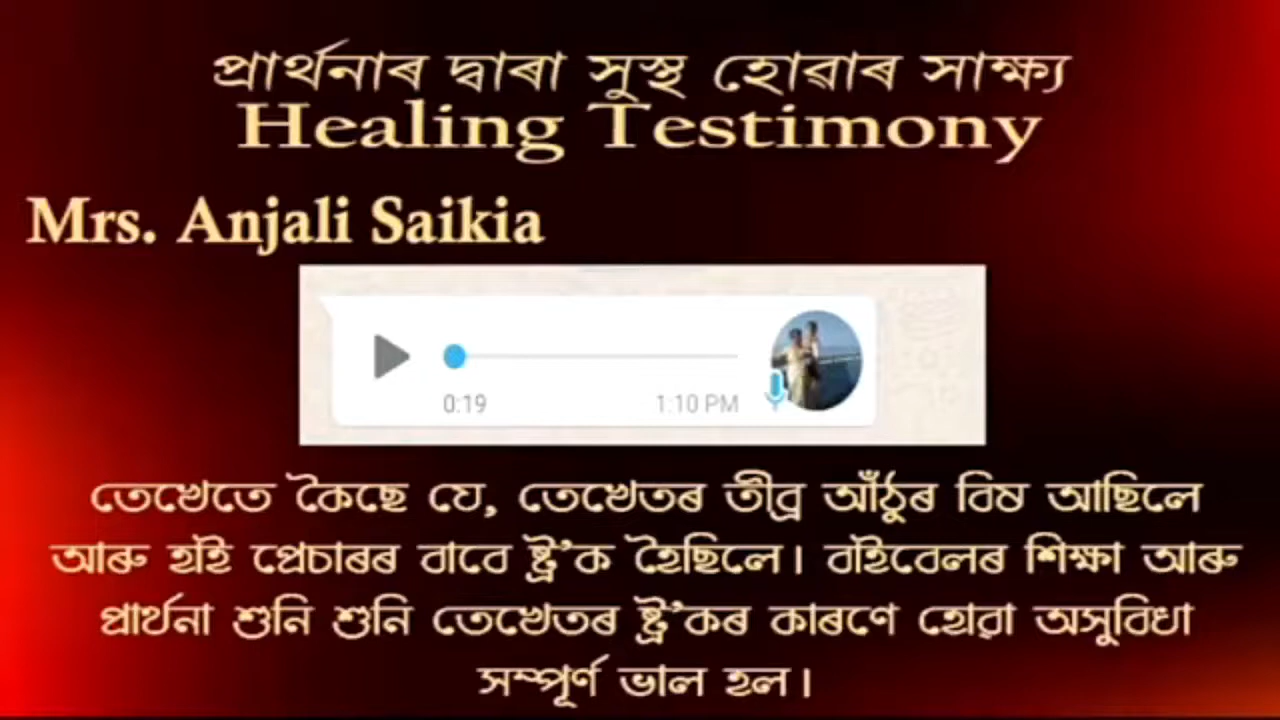 প্ৰাৰ্থনাৰ দ্বাৰা সুস্থ হোৱাৰ সাক্ষ্য
Healing Testimony
Mrs. Anjali Saikia
0:19 1:10 PM
তেখেতে কৈছে যে, তেখেতৰ তীব্ৰ আঁঠুৰ বিষ আছিলে
আৰু হাই প্ৰেচাৰৰ বাবে ষ্ট্ৰ'ক হৈছিলে। বাইবেলৰ শিক্ষা আৰু
প্ৰাৰ্থনা শুনি শুনি তেখেতৰ ষ্ট্ৰ'কৰ কাৰণে হোৱা অসুবিধা
সম্পূৰ্ণ ভাল হল।